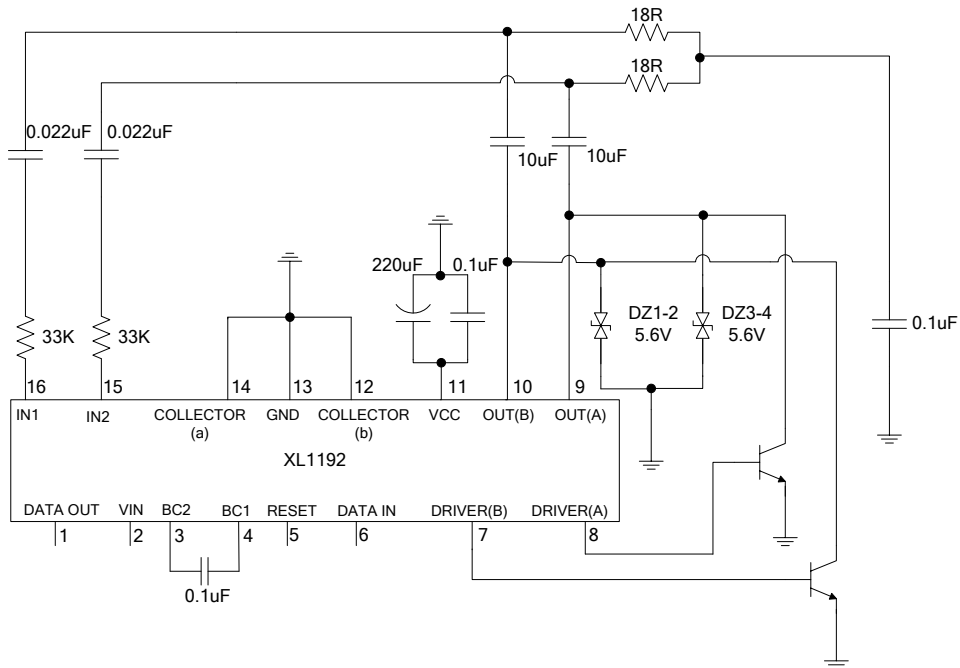 18R
18R
0.022uF
0.022uF
10uF
10uF
220uF
0.1uF
DZ1-2
5.6V
DZ3-4
5.6V
0.1uF
33K
33K
16
15
14
13
12
11
10
9
IN1
IN2
COLLECTOR
(a)
GND
COLLECTOR
(b)
VCC
OUT(B)
OUT(A)
XL1192
DATA OUT
VIN
BC2
BC1
RESET
DATA IN
DRIVER(B)
DRIVER(A)
1
2
3
4
5
6
7
8
0.1uF